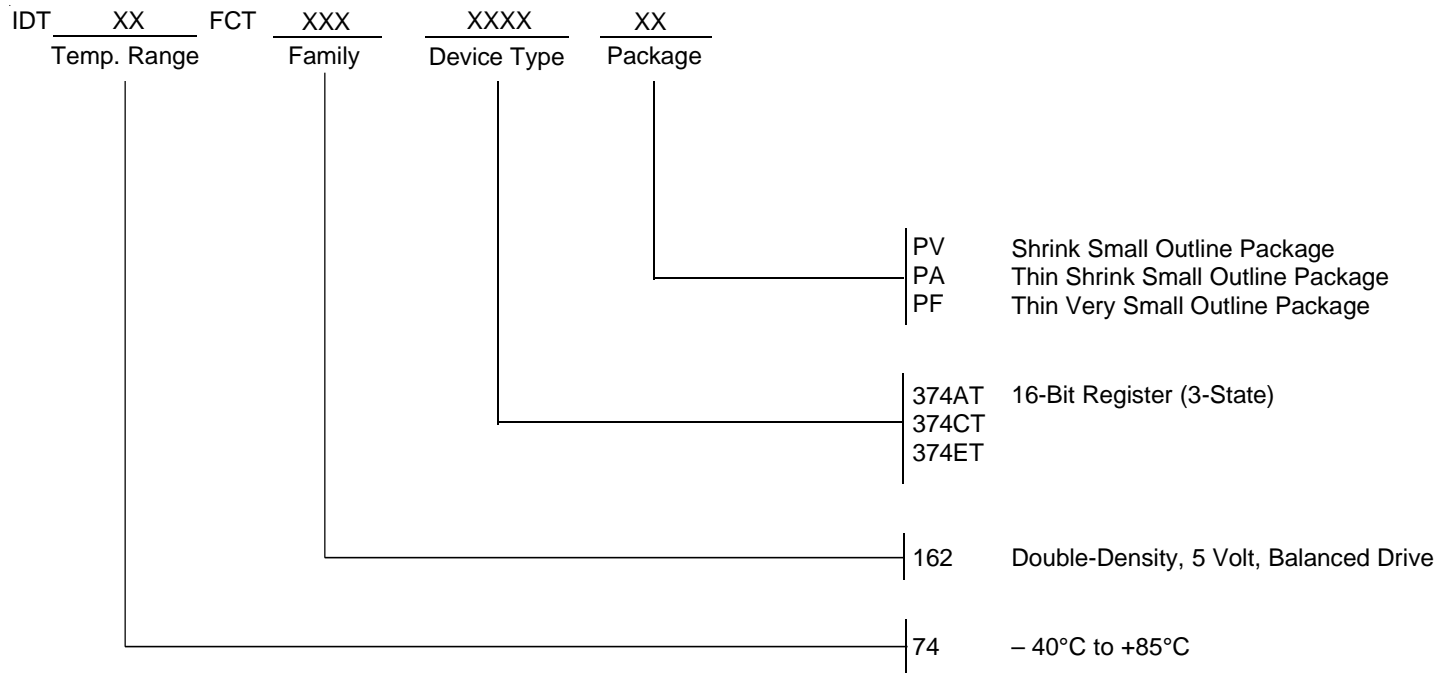 IDT XX FCT XXX XXXX XX
Temp. Range Family Device Type Package
PV Shrink Small Outline Package
PA Thin Shrink Small Outline Package
PF Thin Very Small Outline Package
374AT 16-Bit Register (3-State)
374CT
374ET
162 Double-Density, 5 Volt, Balanced Drive
74 – 40°C to +85°C